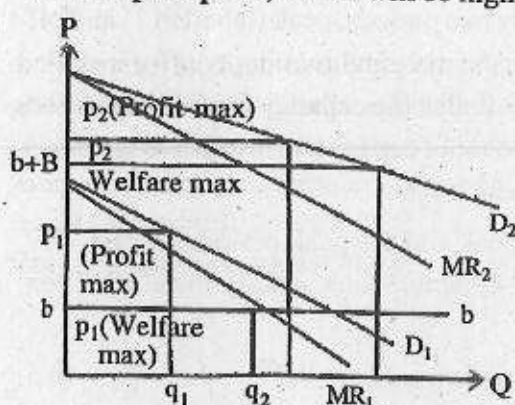 P
p₂(Profit-max)
p₂
b+B
Welfare max
D₂
p₁
MR₂
(Profit
max)
b
b
p₁(Welfare
max)
D₁
q₁
q₂
MR₁
Q